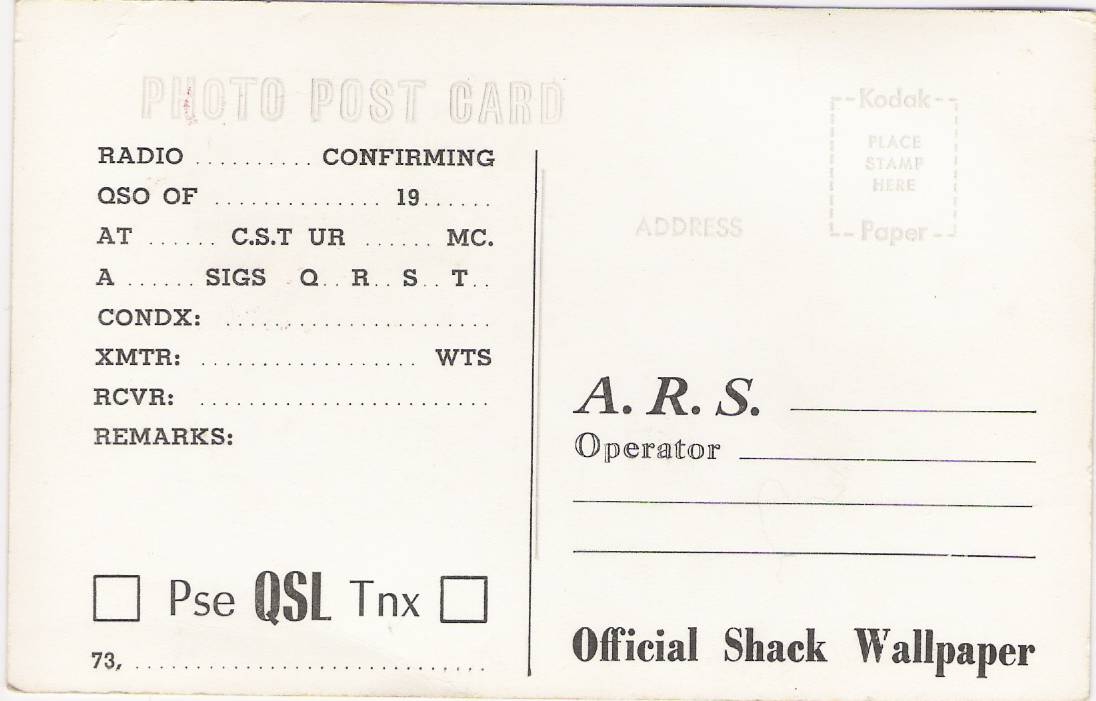 PHOTO POST CARD
RADIO .......... CONFIRMING
QSO OF .............. 19......
AT ...... C.S.T UR ...... MC.
A ...... SIGS Q.. R.. S.. T..
CONDX: .......................
XMTR: .................. WTS
RCVR: ........................
REMARKS:
Pse QSL Tnx
73, ..............................
Kodak
PLACE
STAMP
HERE
Paper
ADDRESS
A. R. S.
Operator
Official Shack Wallpaper